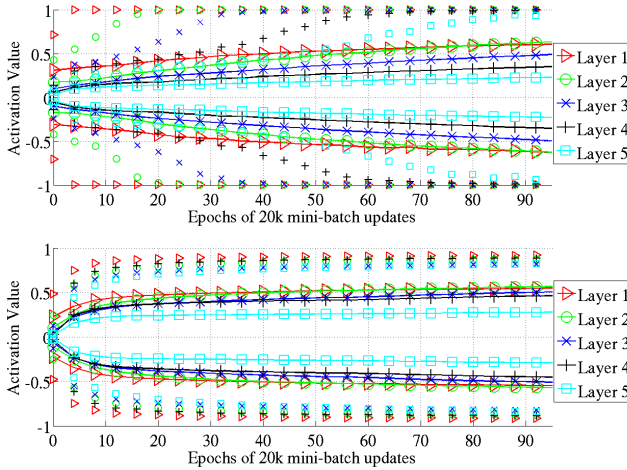 1
0.5
0
-0.5
-1
Activation Value
0 10 20 30 40 50 60 70 80 90
Epochs of 20k mini-batch updates
Layer 1
Layer 2
Layer 3
Layer 4
Layer 5
1
0.5
0
-0.5
-1
Activation Value
0 10 20 30 40 50 60 70 80 90
Epochs of 20k mini-batch updates
Layer 1
Layer 2
Layer 3
Layer 4
Layer 5